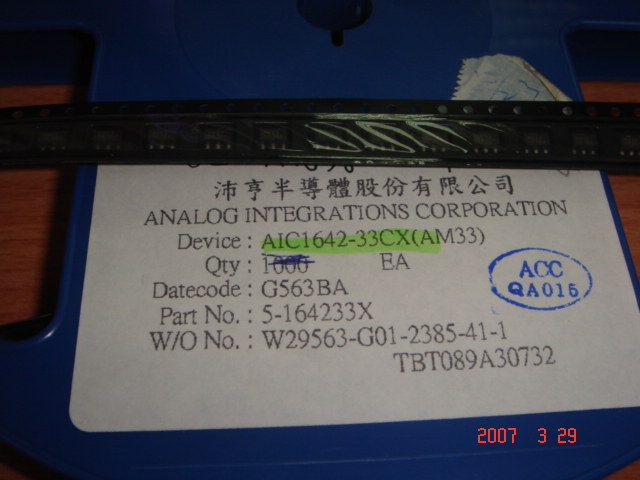 沛亨半導體股份有限公司
ANALOG INTEGRATIONS CORPORATION
Device : AIC1642-33CX(AM33)
Qty : 1000 EA
Datecode : G563BA
Part No. : 5-164233X
W/O No. : W29563-G01-2385-41-1
TBT089A30732
ACC
QA015
2007 3 29